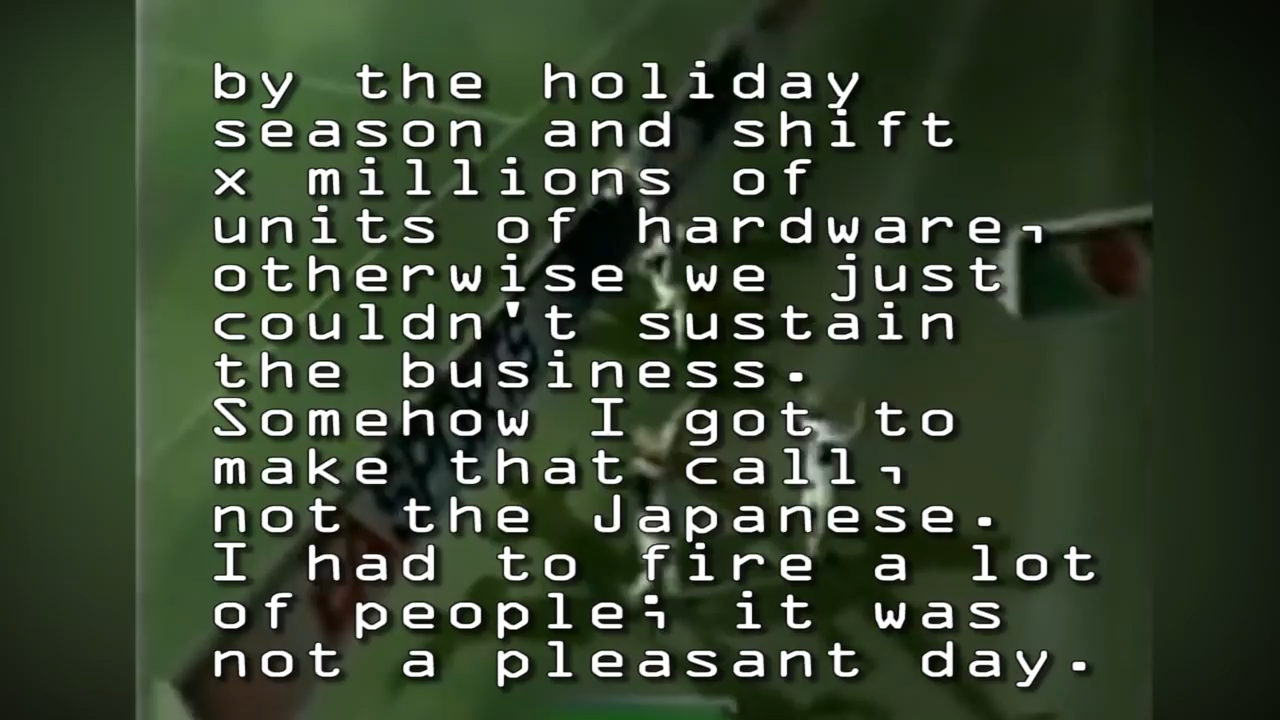 by the holiday
season and shift
x millions of
units of hardware,
otherwise we just
couldn't sustain
the business.
Somehow I got to
make that call,
not the Japanese.
I had to fire a lot
of people; it was
not a pleasant day.